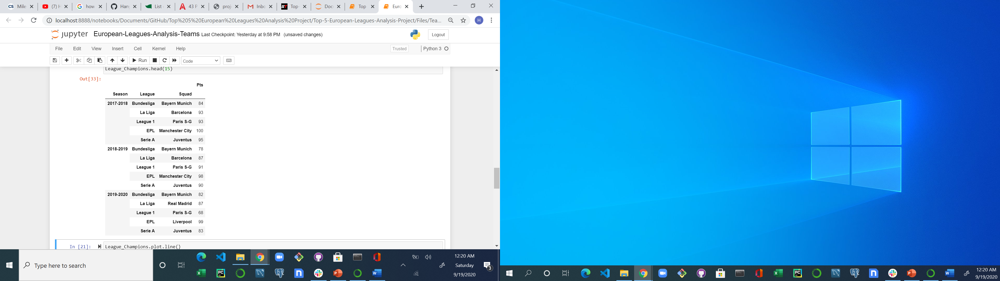 Mile
(7) H
how
Hany
List
43 P
proj
Inbo
Top-
Doc
Top
Euro
localhost:8888/notebooks/Documents/GitHub/Top%205%20European%20Leagues%20Analysis%20Project/Top-5-European-Leagues-Analysis-Project/Files/Tea...
H
jupyter European-Leagues-Analysis-Teams Last Checkpoint: Yesterday at 9:58 PM (unsaved changes)
Logout
File Edit View Insert Cell Kernel Help
Trusted
Python 3
Run
Code
League_Champions.head(15)
Out[33]:
Pts
Season League Squad
2017-2018 Bundesliga Bayern Munich 84
La Liga Barcelona 93
League 1 Paris S-G 93
EPL Manchester City 100
Serie A Juventus 95
2018-2019 Bundesliga Bayern Munich 78
La Liga Barcelona 87
League 1 Paris S-G 91
EPL Manchester City 98
Serie A Juventus 90
2019-2020 Bundesliga Bayern Munich 82
La Liga Real Madrid 87
League 1 Paris S-G 68
EPL Liverpool 99
Serie A Juventus 83
In [21]: League_Champions.plot.line()
Type here to search
12:20 AM
Saturday
9/19/2020
3
12:20 AM
9/19/2020